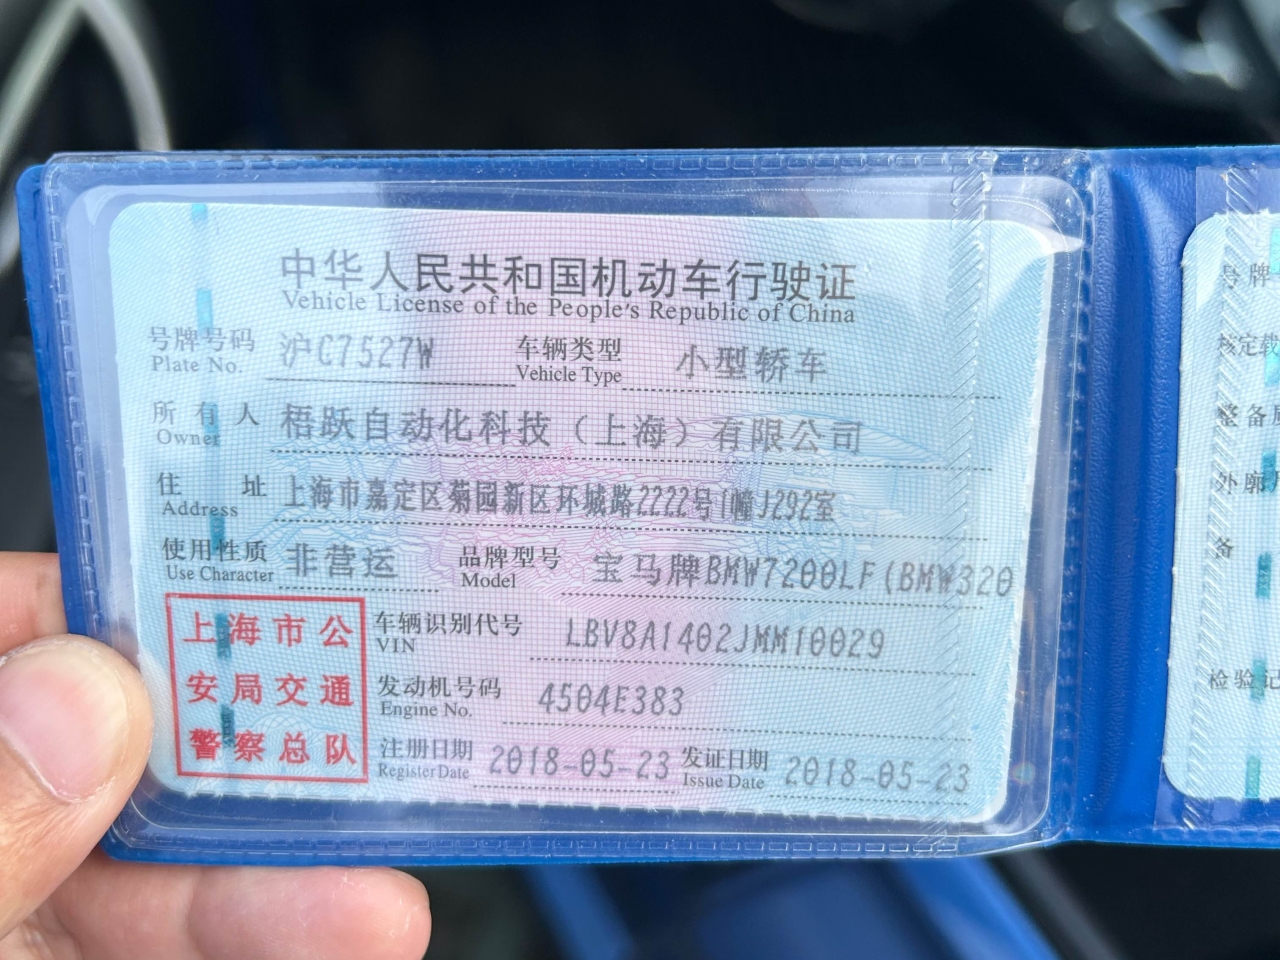 中华人民共和国机动车行驶证
Vehicle License of the People's Republic of China
号牌号码 沪C7527W 车辆类型 小型轿车
Plate No. Vehicle Type
所有人 梧跃自动化科技（上海）有限公司
Owner
住址 上海市嘉定区菊园新区环城路2222号1幢J292室
Address
使用性质 非营运 品牌型号 宝马牌BMW7200LF(BMW320
Use Character Model
车辆识别代号 LBV8A1402JMM10029
VIN
发动机号码 4504E383
Engine No.
注册日期 2018-05-23 发证日期 2018-05-23
Register Date Issue Date
上海市公
安局交通
警察总队
号牌
核定载
整备
外廓
备
检验记